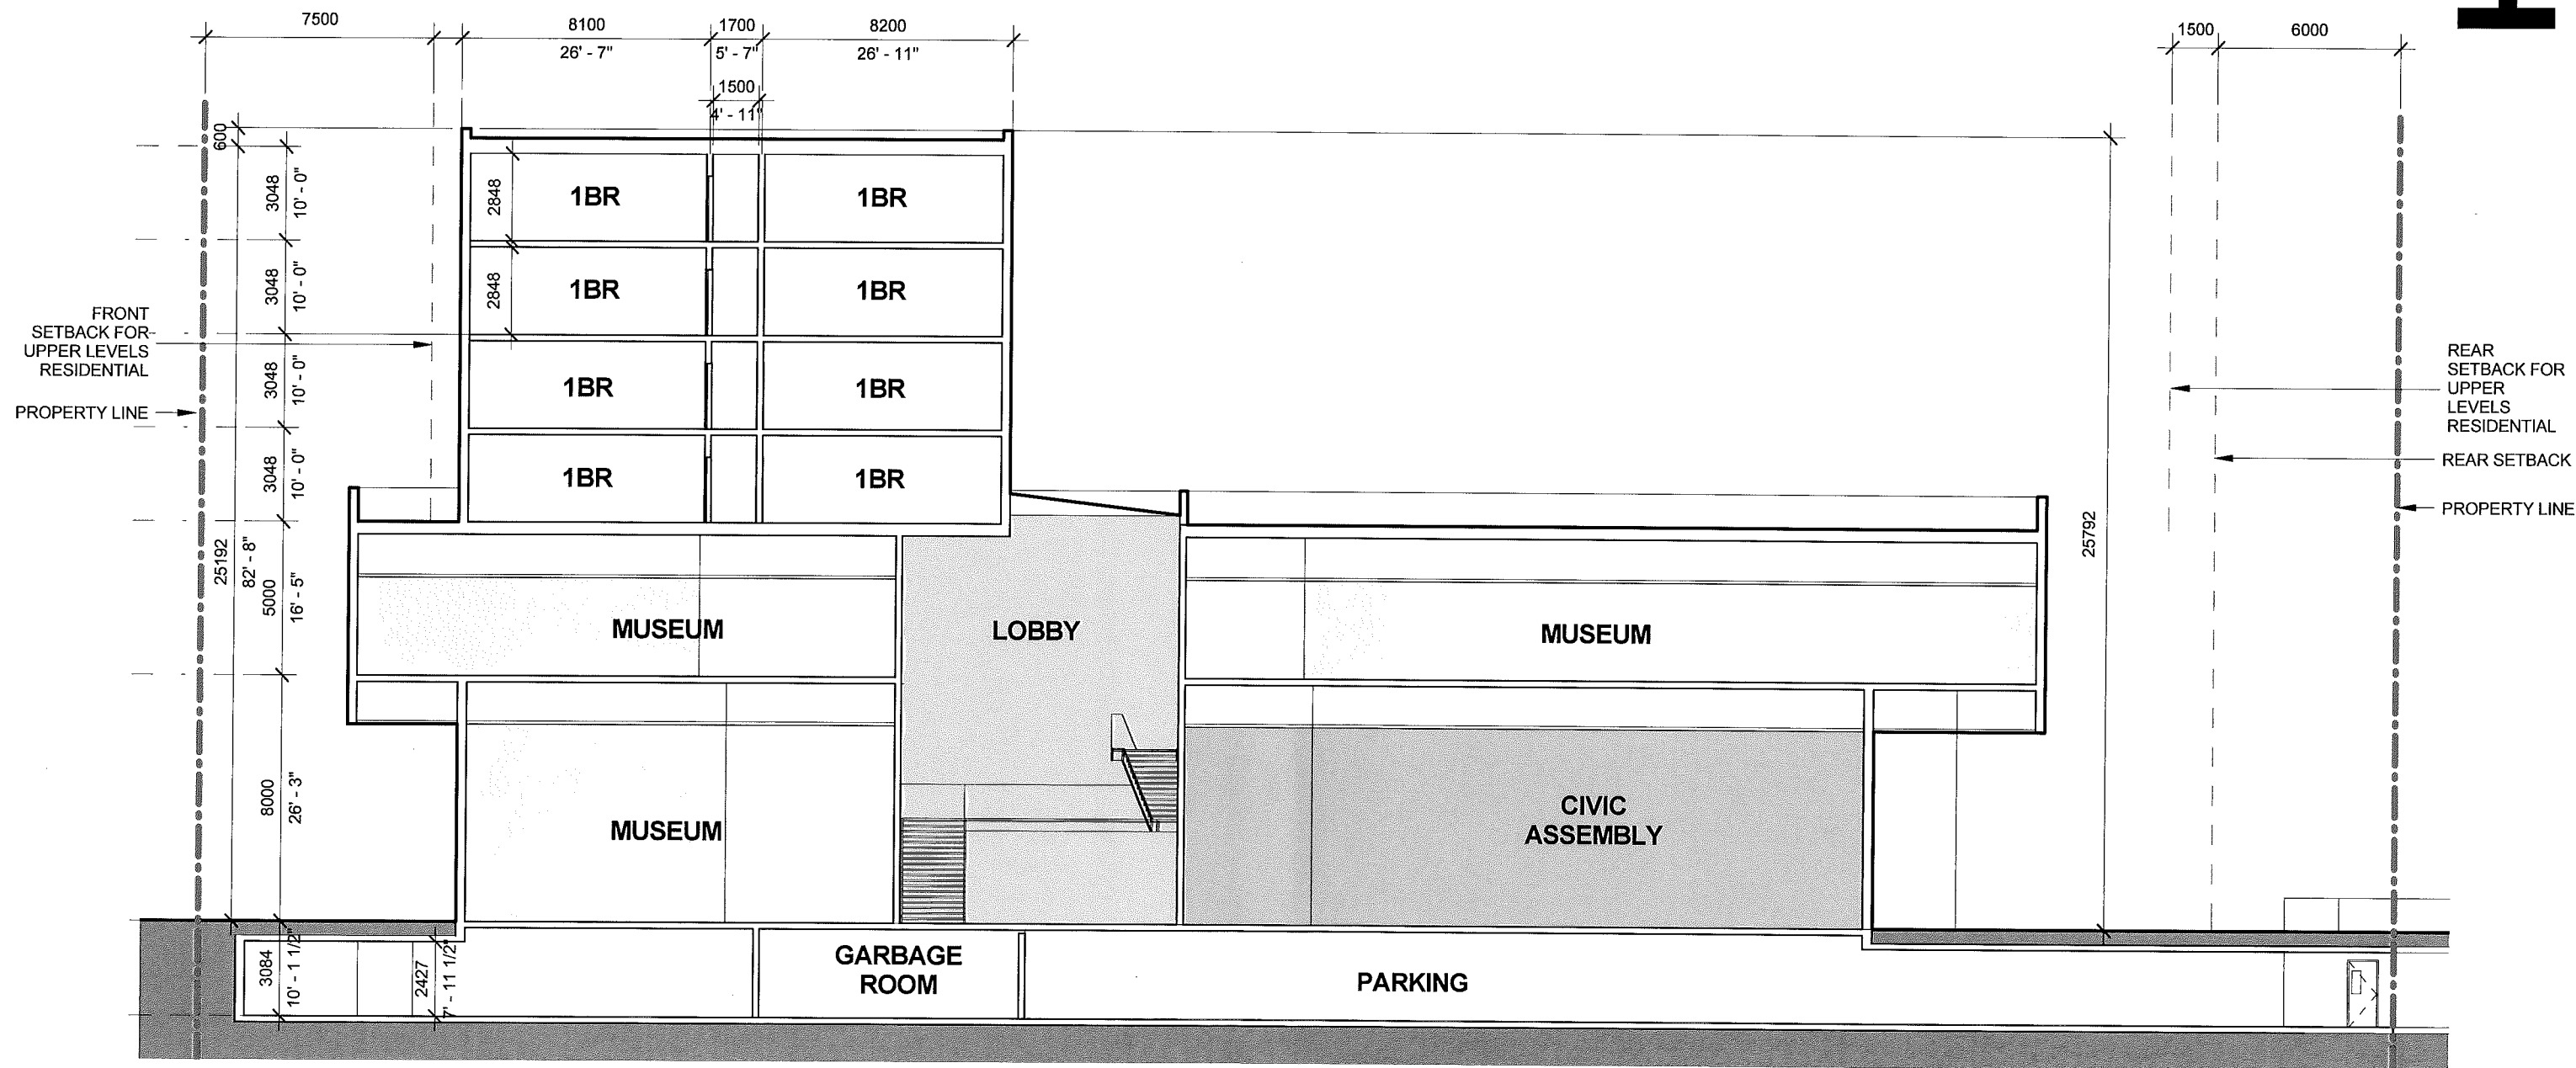 7500
8100
1700
8200
1500
6000
26' - 7"
5' - 7"
26' - 11"
1500
4' - 11"
600
3048
10' - 0"
2848
1BR
1BR
3048
10' - 0"
2848
1BR
1BR
FRONT
SETBACK FOR
UPPER LEVELS
RESIDENTIAL
3048
10' - 0"
1BR
1BR
REAR
SETBACK FOR
UPPER
LEVELS
RESIDENTIAL
PROPERTY LINE
3048
10' - 0"
1BR
1BR
REAR SETBACK
PROPERTY LINE
25192
82' - 8"
5000
16' - 5"
25792
MUSEUM
LOBBY
MUSEUM
8000
26' - 3"
MUSEUM
CIVIC
ASSEMBLY
3084
10' - 1 1/2"
2427
7' - 11 1/2"
GARBAGE
ROOM
PARKING